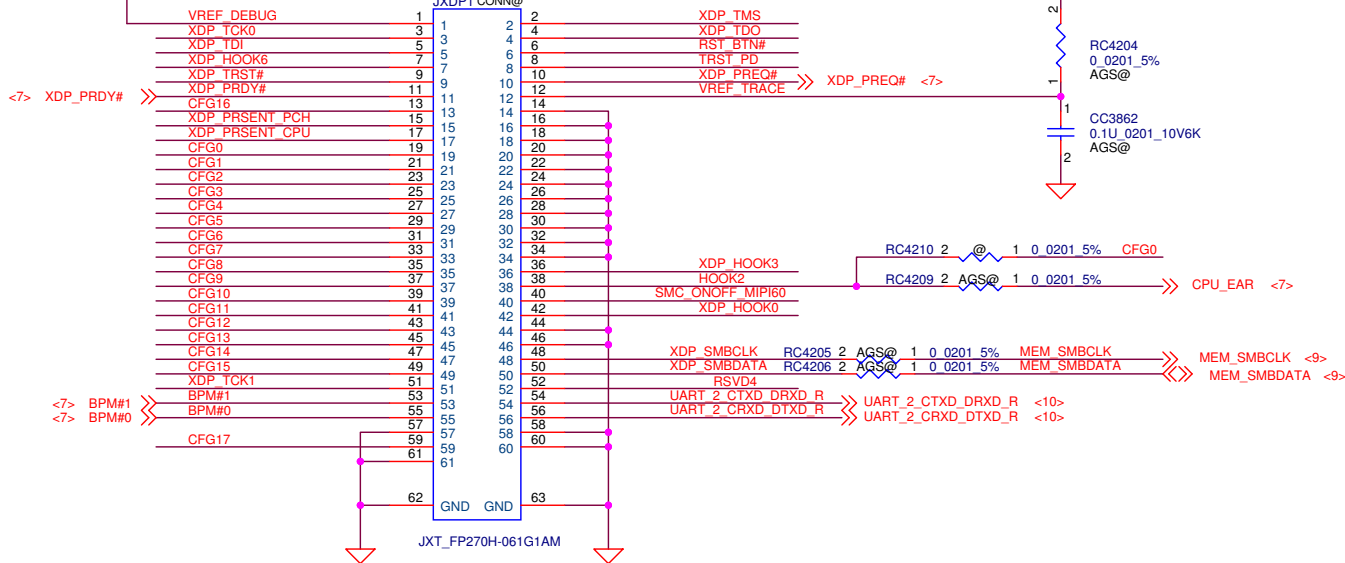 JXDP1 CONN@
VREF_DEBUG 1 1 2 2 XDP_TMS
XDP_TCK0 3 3 4 4 XDP_TDO
XDP_TDI 5 5 6 6 RST_BTN#
XDP_HOOK6 7 7 8 8 TRST_PD
XDP_TRST# 9 9 10 10 XDP_PREQ# XDP_PREQ# <7>
<7> XDP_PRDY# XDP_PRDY# 11 11 12 12 VREF_TRACE
CFG16 13 13 14 14
XDP_PRSENT_PCH 15 15 16 16
XDP_PRSENT_CPU 17 17 18 18
CFG0 19 19 20 20
CFG1 21 21 22 22
CFG2 23 23 24 24
CFG3 25 25 26 26
CFG4 27 27 28 28
CFG5 29 29 30 30
CFG6 31 31 32 32
CFG7 33 33 34 34
CFG8 35 35 36 36 XDP_HOOK3
CFG9 37 37 38 38 HOOK2
CFG10 39 39 40 40 SMC_ONOFF_MIPI60
CFG11 41 41 42 42 XDP_HOOK0
CFG12 43 43 44 44
CFG13 45 45 46 46
CFG14 47 47 48 48 XDP_SMBCLK RC4205 2 AGS@ 1 0_0201_5% MEM_SMBCLK MEM_SMBCLK <9>
CFG15 49 49 50 50 XDP_SMBDATA RC4206 2 AGS@ 1 0_0201_5% MEM_SMBDATA MEM_SMBDATA <9>
XDP_TCK1 51 51 52 52 RSVD4
<7> BPM#1 BPM#1 53 53 54 54 UART_2_CTXD_DRXD_R UART_2_CTXD_DRXD_R <10>
<7> BPM#0 BPM#0 55 55 56 56 UART_2_CRXD_DTXD_R UART_2_CRXD_DTXD_R <10>
57 57 58 58
CFG17 59 59 60 60
61 61
62 GND GND 63
JXT_FP270H-061G1AM
2
RC4204
0_0201_5%
AGS@
1
1
CC3862
0.1U_0201_10V6K
AGS@
2
RC4210 2 @ 1 0_0201_5% CFG0
RC4209 2 AGS@ 1 0_0201_5% CPU_EAR <7>